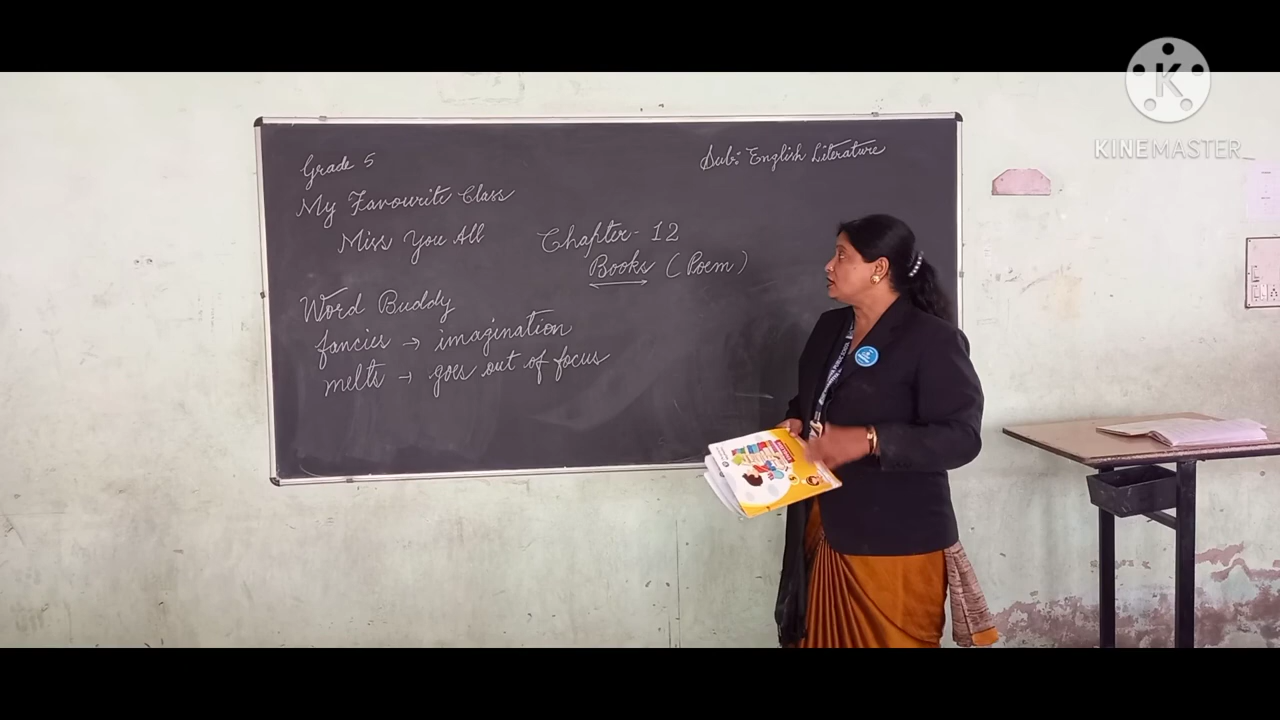 Grade 5
Sub: English Literature
My Favourite Class
Miss You All
Chapter - 12
Books (Poem)
Word Buddy
fancies → imagination
melts → goes out of focus
K
KINEMASTER